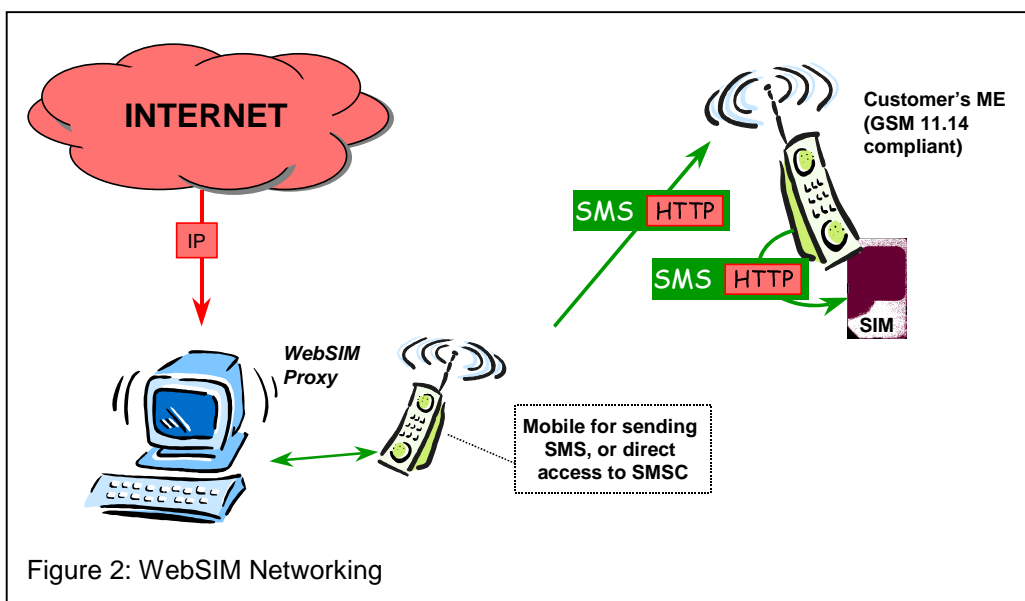 INTERNET
IP
WebSIM
Proxy
Mobile for sending
SMS, or direct
access to SMSC
SMS HTTP
SMS HTTP
Customer's ME
(GSM 11.14
compliant)
SIM
Figure 2: WebSIM Networking